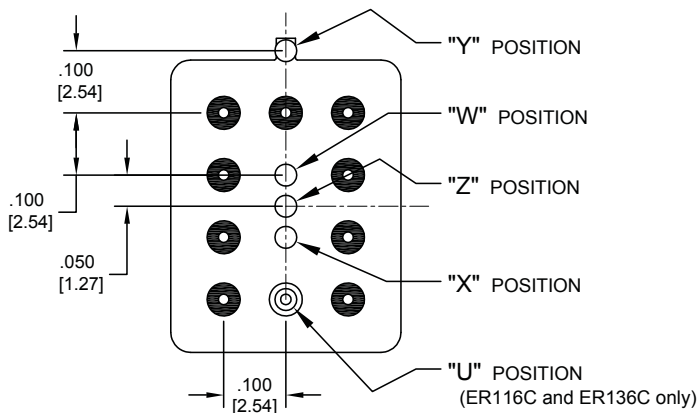 "Y" POSITION
.100
[2.54]
"W" POSITION
"Z" POSITION
.100
[2.54]
.050
[1.27]
"X" POSITION
"U" POSITION
(ER116C and ER136C only)
.100
[2.54]